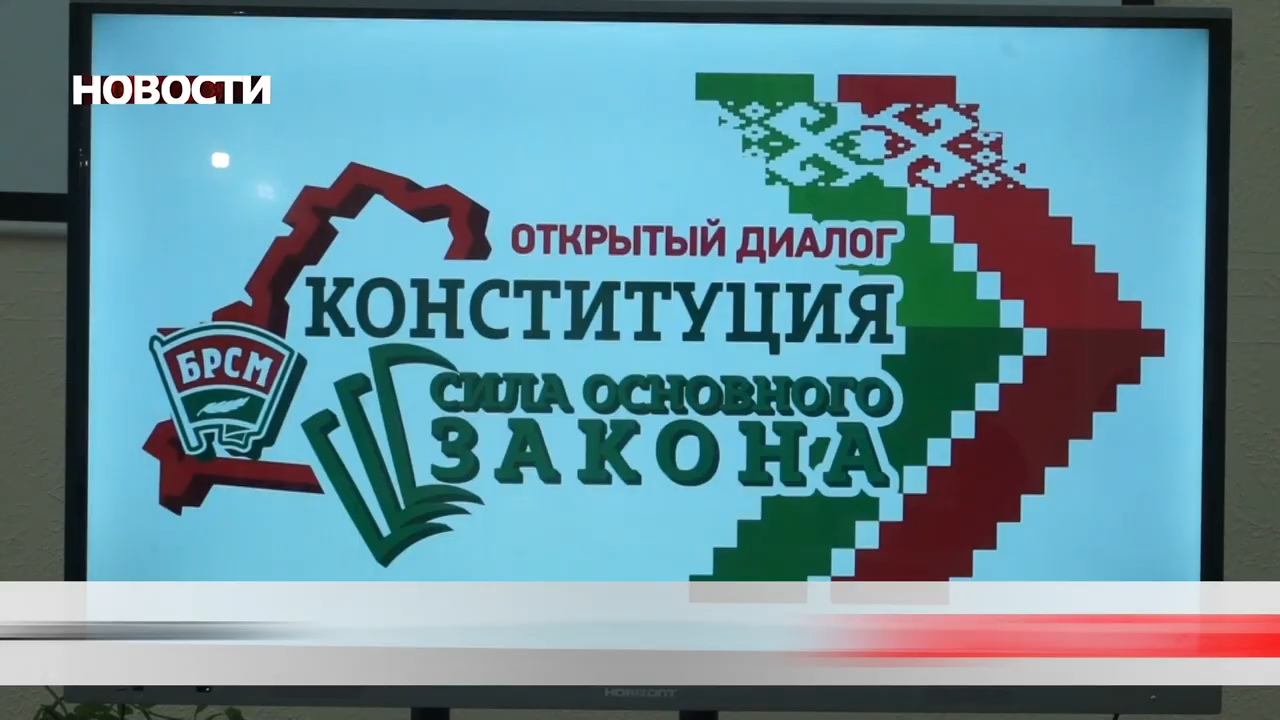 НОВОСТИ
ОТКРЫТЫЙ ДИАЛОГ
КОНСТИТУЦИЯ
БРСМ
СИЛА ОСНОВНОГО
ЗАКОНА
HORIZONT